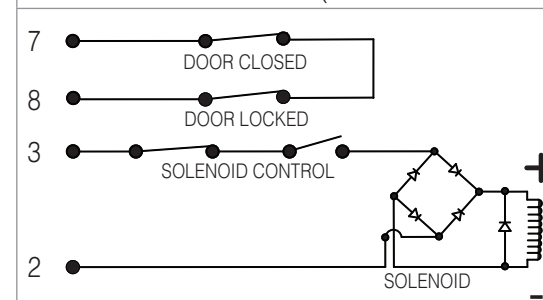 7
DOOR CLOSED
8
DOOR LOCKED
3
SOLENOID CONTROL
+
2
SOLENOID
-